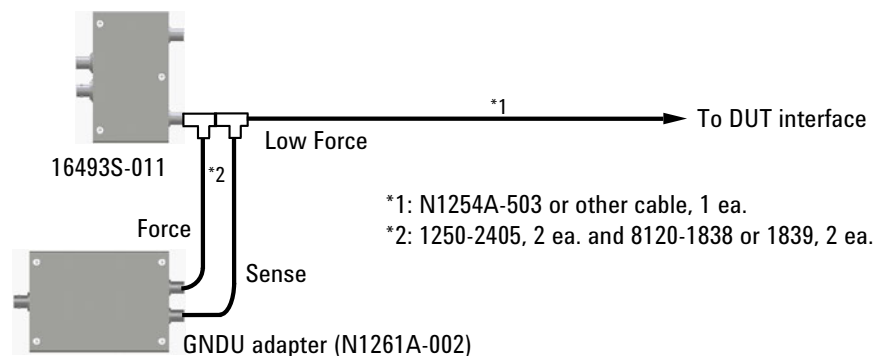 *1
To DUT interface
Low Force
16493S-011
*2
*1: N1254A-503 or other cable, 1 ea.
*2: 1250-2405, 2 ea. and 8120-1838 or 1839, 2 ea.
Force
Sense
GNDU adapter (N1261A-002)